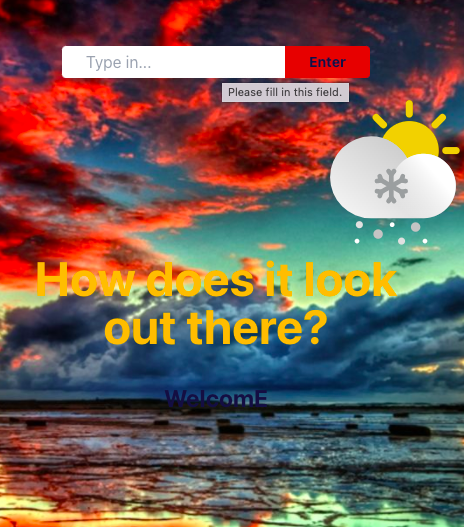 Type in...
Enter
Please fill in this field.
How does it look
out there?
WelcomE